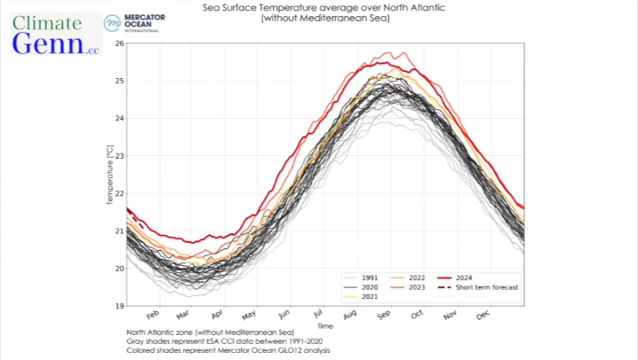 Sea Surface Temperature average over North Atlantic
(without Mediterranean Sea)
Climate
Genn.cc
MERCATOR
OCEAN
INTERNATIONAL
26
25
24
23
22
21
20
19
Temperature [°C]
Feb
Mar
Apr
May
Jun
Jul
Aug
Sep
Oct
Nov
Dec
Time
1991
2020
2021
2022
2023
2024
Short term forecast
North Atlantic zone (without Mediterranean Sea)
Gray shades represent ESA CCI data between 1991-2020
Colored shades represent Mercator Ocean GLO12 analysis